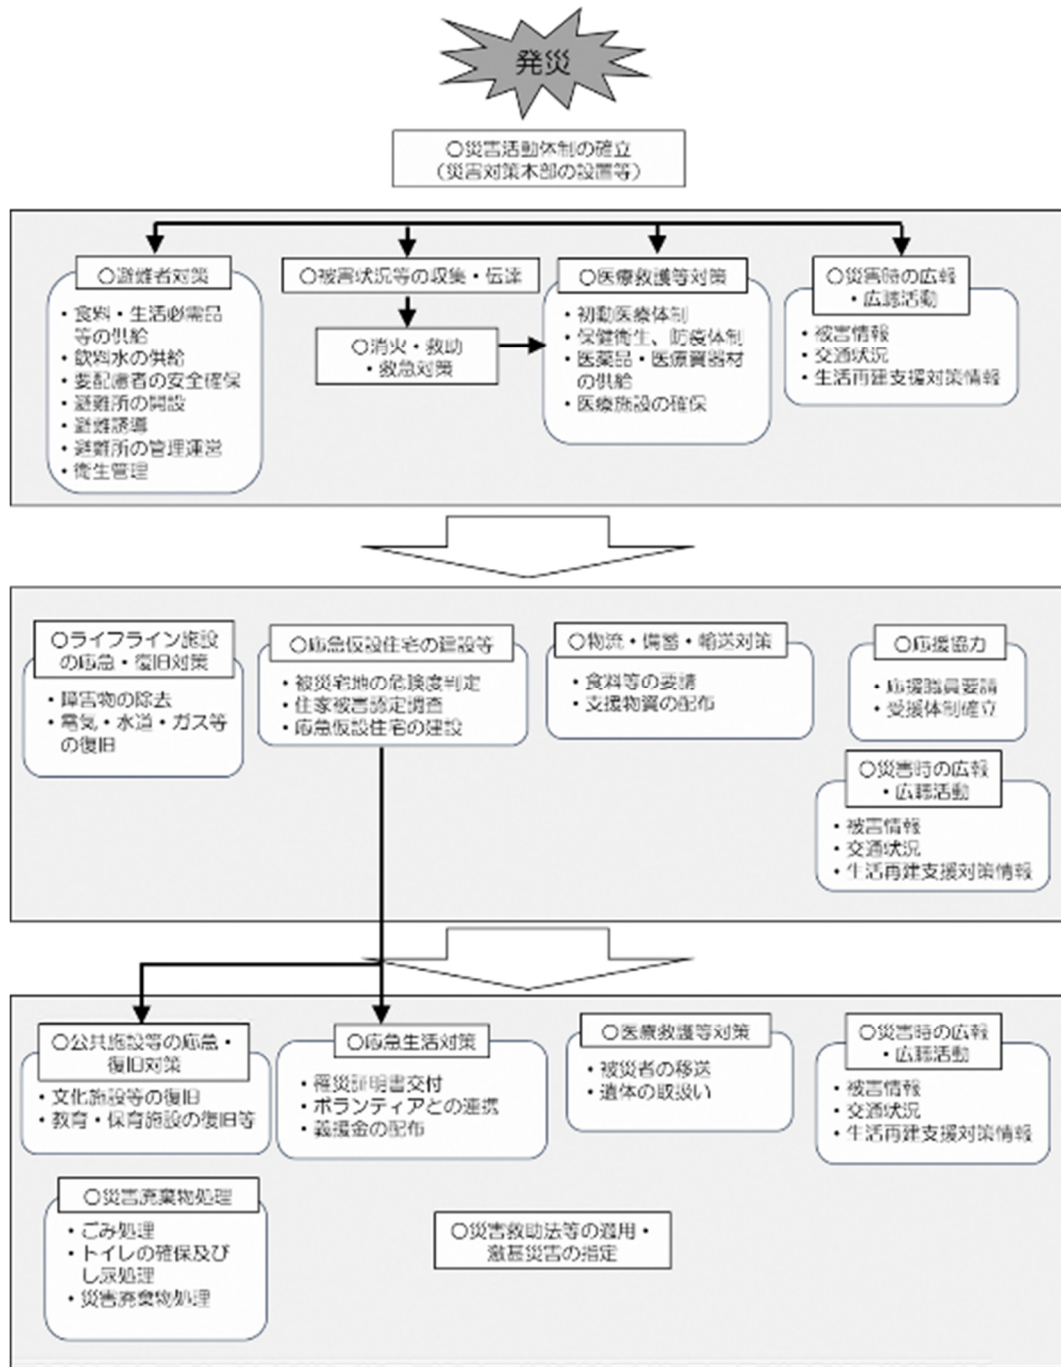 発災
○災害活動体制の確立
（災害対策本部の設置等）
○避難者対策
・食料・生活必需品
等の供給
・飲料水の供給
・要配慮者の安全確保
・避難所の開設
・避難誘導
・避難所の管理運営
・衛生管理
○被害状況等の収集・伝達
○消火・救助
・救急対策
○医療救護等対策
・初動医療体制
・保健衛生、防疫体制
・医薬品・医療資器材
の供給
・医療施設の確保
○災害時の広報
・広聴活動
・被害情報
・交通状況
・生活再建支援対策情報
○ライフライン施設
の応急・復旧対策
・障害物の除去
・電気・水道・ガス等
の復旧
○応急仮設住宅の建設等
・被災宅地の危険度判定
・住家被害認定調査
・応急仮設住宅の建設
○物流・備蓄・輸送対策
・食料等の要請
・支援物資の配布
○応援協力
・応援職員要請
・受援体制確立
○災害時の広報
・広聴活動
・被害情報
・交通状況
・生活再建支援対策情報
○公共施設等の応急・
復旧対策
・文化施設等の復旧
・教育・保育施設の復旧等
○応急生活対策
・罹災証明書交付
・ボランティアとの連携
・義援金の配布
○医療救護等対策
・被災者の移送
・遺体の取扱い
○災害時の広報
・広聴活動
・被害情報
・交通状況
・生活再建支援対策情報
○災害廃棄物処理
・ごみ処理
・トイレの確保及び
し尿処理
・災害廃棄物処理
○災害救助法等の適用・
激甚災害の指定